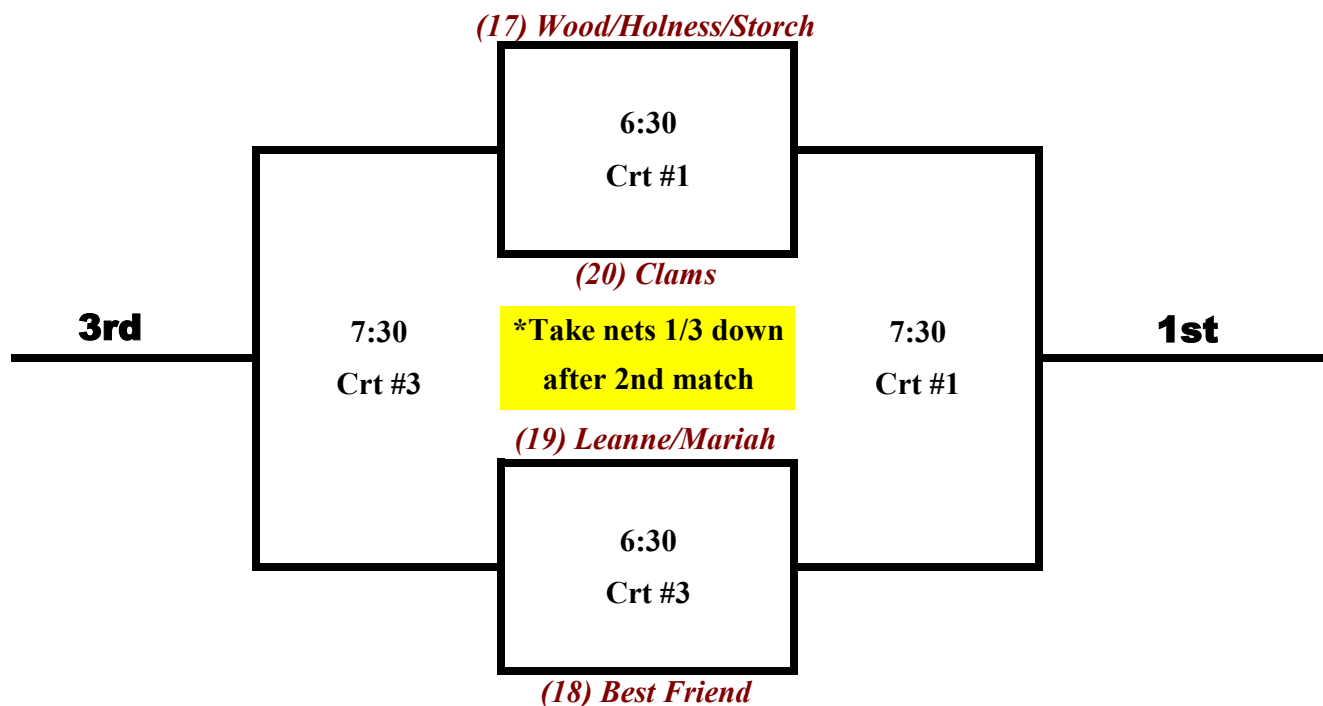 (17) Wood/Holness/Storch
6:30
Crt #1
(20) Clams
3rd
7:30
Crt #3
*Take nets 1/3 down
after 2nd match
7:30
Crt #1
1st
(19) Leanne/Mariah
6:30
Crt #3
(18) Best Friend